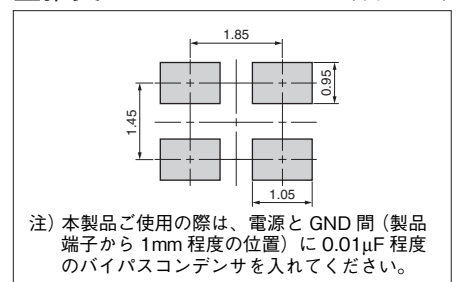 1.85
0.95
1.45
1.05
注）本製品ご使用の際は、電源と GND 間（製品
端子から 1mm 程度の位置）に 0.01μF 程度
のバイパスコンデンサを入れてください。